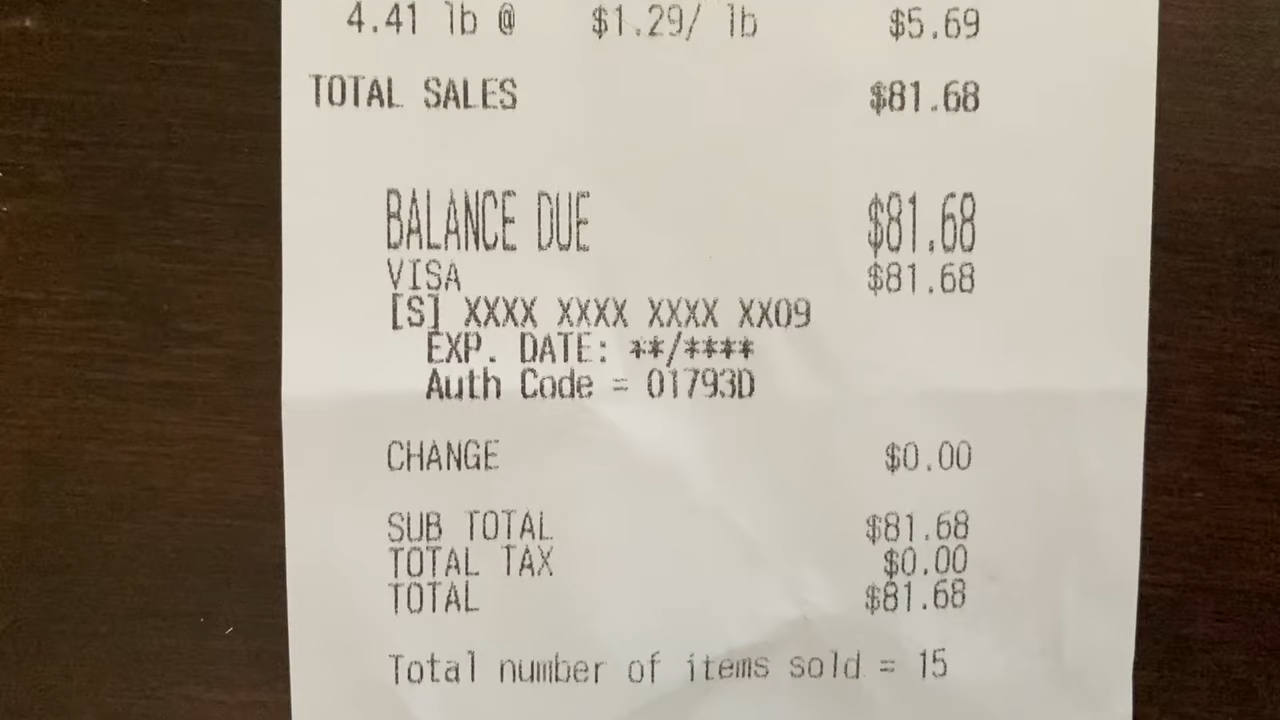 4.41 lb @ $1.29/ lb $5.69
TOTAL SALES $81.68
BALANCE DUE $81.68
VISA $81.68
[S] XXXX XXXX XXXX XX09
EXP. DATE: **/****
Auth Code = 01793D
CHANGE $0.00
SUB TOTAL $81.68
TOTAL TAX $0.00
TOTAL $81.68
Total number of items sold = 15